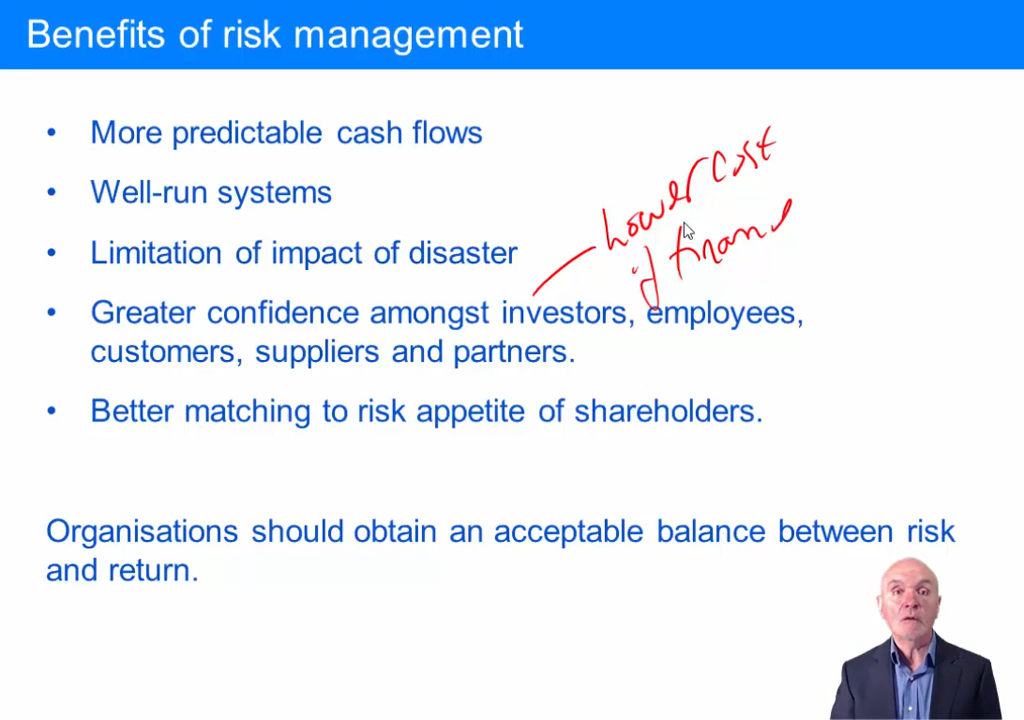 Benefits of risk management
• More predictable cash flows
• Well-run systems
• Limitation of impact of disaster
lower cost
of finance
• Greater confidence amongst investors, employees,
customers, suppliers and partners.
• Better matching to risk appetite of shareholders.
Organisations should obtain an acceptable balance between risk
and return.